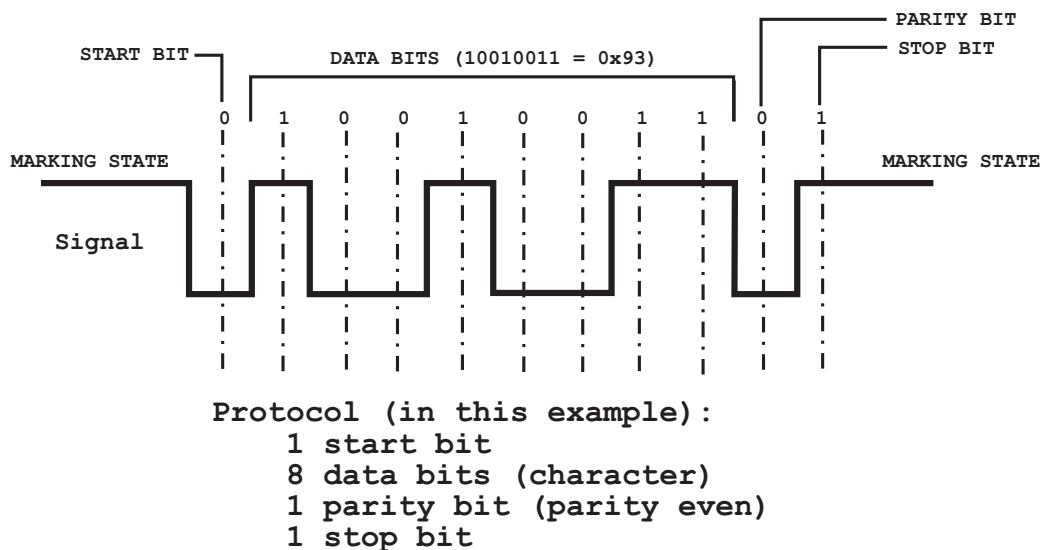 PARITY BIT
START BIT
DATA BITS (10010011 = 0x93)
STOP BIT
0 1 0 0 1 0 0 1 1 0 1
MARKING STATE
MARKING STATE
Signal
Protocol (in this example):
1 start bit
8 data bits (character)
1 parity bit (parity even)
1 stop bit